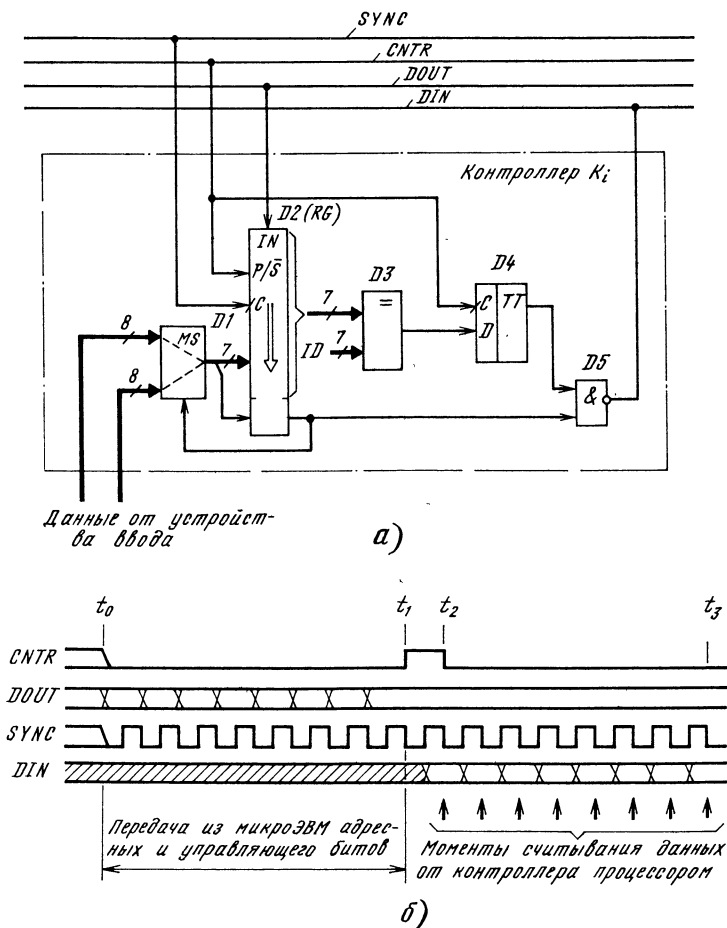 SYNC
CNTR
DOUT
DIN
Контроллер Ki
D2(RG)
IN
P/S̅
C
D1
MS
8
8
7
7
ID
D3
=
D4
C
TT
D
D5
&
Данные от устройст-
ва ввода
а)
t0
t1
t2
t3
CNTR
DOUT
SYNC
DIN
Передача из микроЭВМ адрес-
ных и управляющего битов
Моменты считывания данных
от контроллера процессором
б)